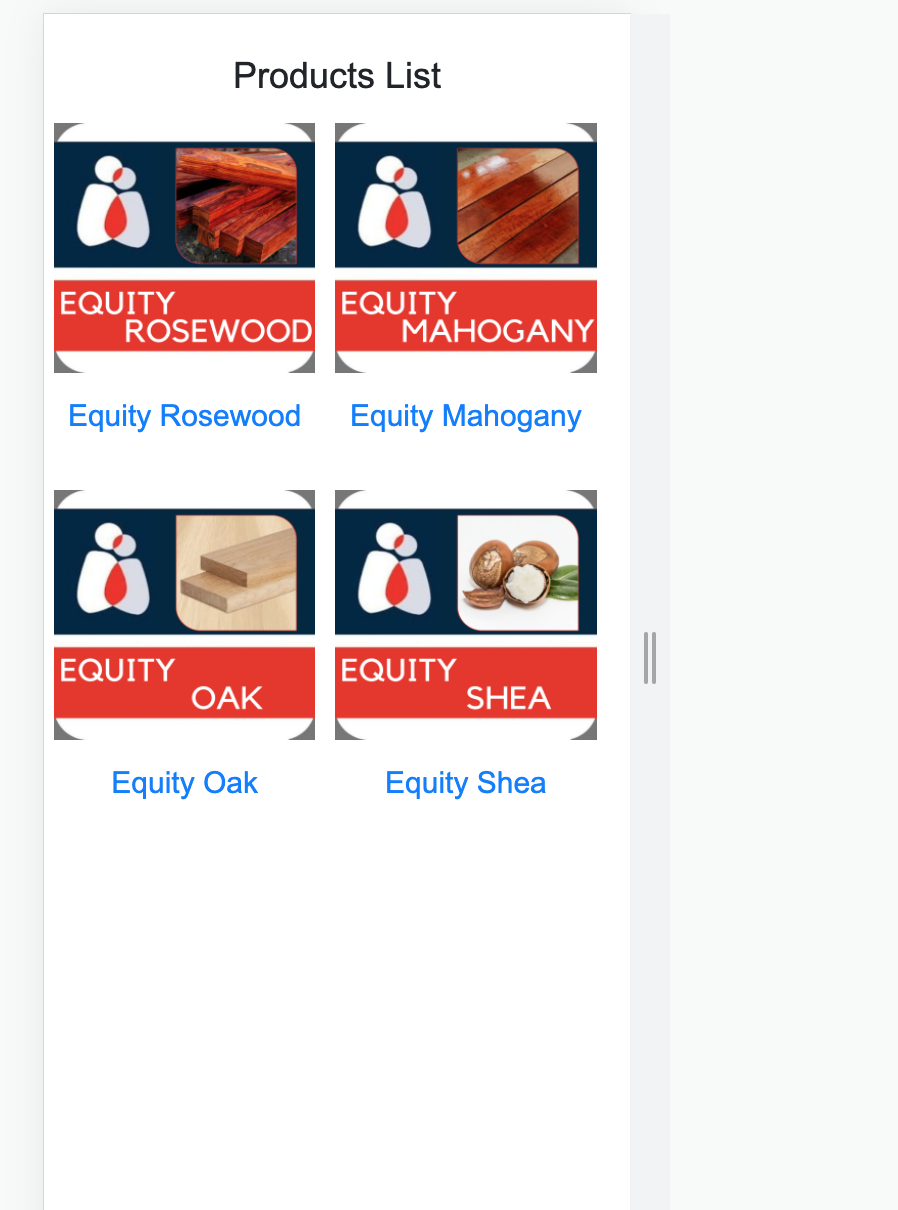 Products List
EQUITY
ROSEWOOD
EQUITY
MAHOGANY
Equity Rosewood
Equity Mahogany
EQUITY
OAK
EQUITY
SHEA
Equity Oak
Equity Shea